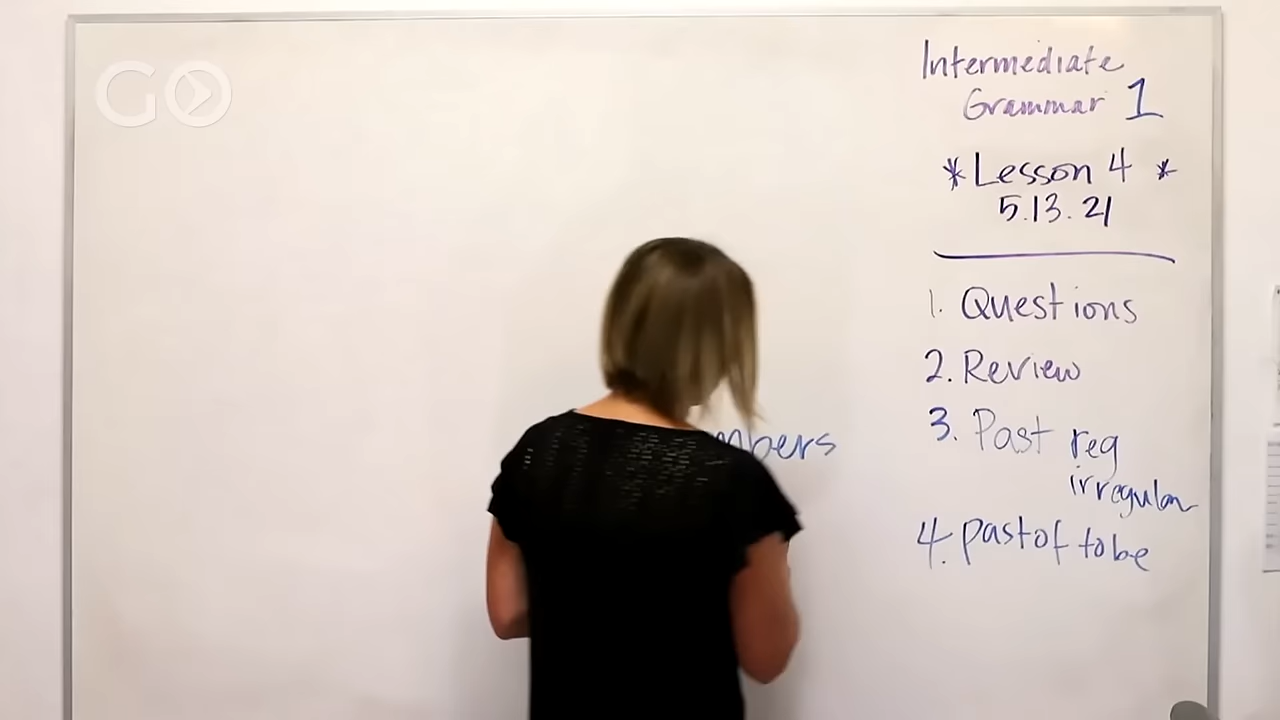 GO
Intermediate
Grammar 1
*Lesson 4 *
5.13.21
1. Questions
2. Review
3. Past reg
irregular
4. past of to be